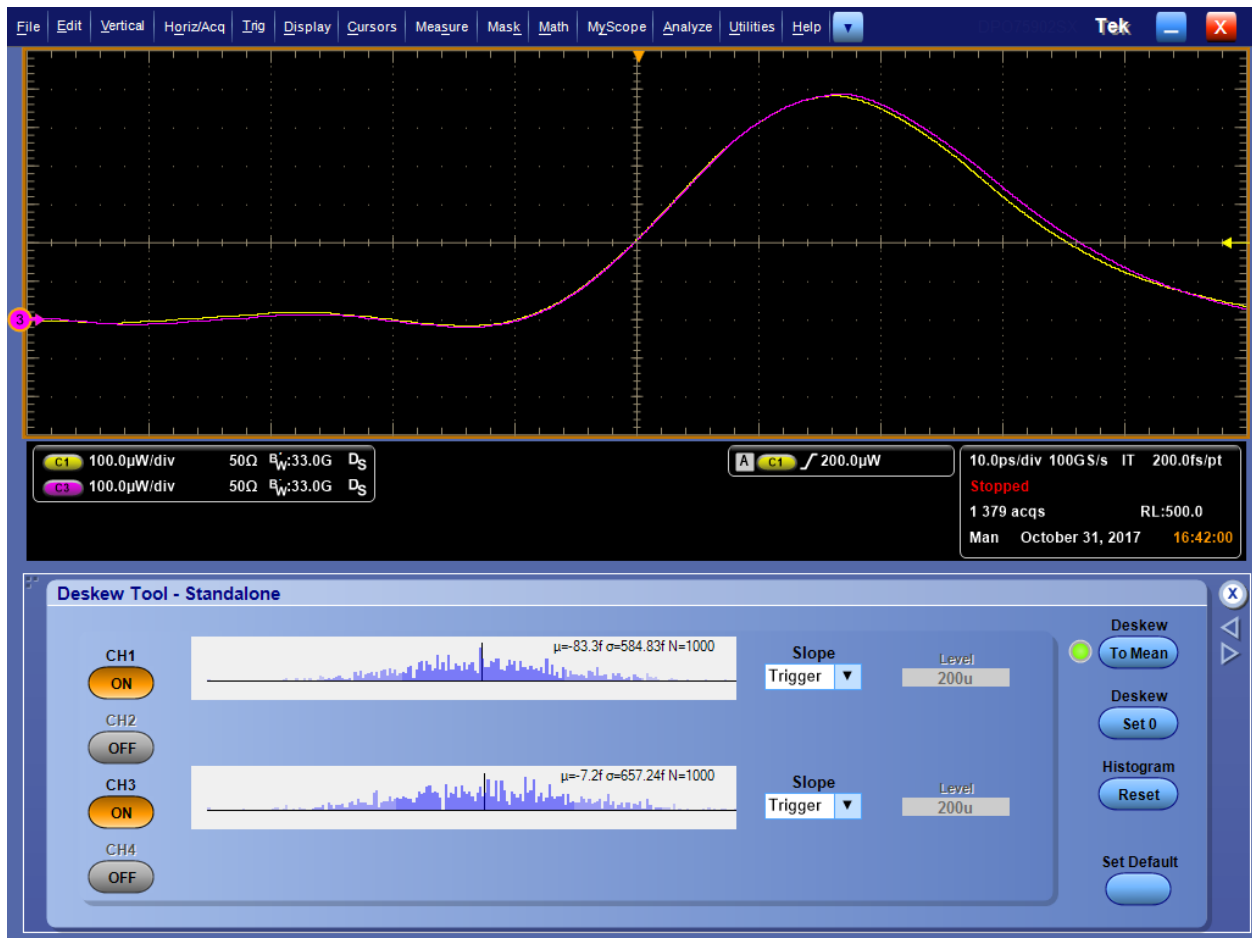 File Edit Vertical Horiz/Acq Trig Display Cursors Measure Mask Math MyScope Analyze Utilities Help Tek X
3
C1 100.0µW/div 50Ω BW:33.0G DS
C3 100.0µW/div 50Ω BW:33.0G DS
A C1 200.0µW
10.0ps/div 100GS/s IT 200.0fs/pt
Stopped
1 379 acqs RL:500.0
Man October 31, 2017 16:42:00
Deskew Tool - Standalone
X
CH1
ON
µ=-83.3f σ=584.83f N=1000
Slope
Trigger
Level
200u
CH2
OFF
CH3
ON
µ=-7.2f σ=657.24f N=1000
Slope
Trigger
Level
200u
CH4
OFF
Deskew
To Mean
Deskew
Set 0
Histogram
Reset
Set Default